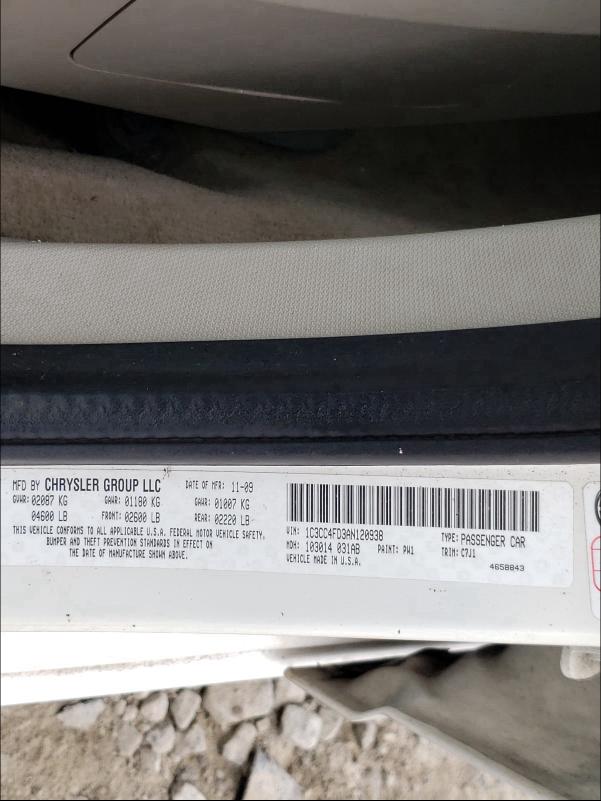 MFD BY CHRYSLER GROUP LLC DATE OF MFR: 11-09
GVWR: 02087 KG GAWR: 01180 KG GAWR: 01007 KG
04600 LB FRONT: 02600 LB REAR: 02220 LB
THIS VEHICLE CONFORMS TO ALL APPLICABLE U.S.A. FEDERAL MOTOR VEHICLE SAFETY,
BUMPER AND THEFT PREVENTION STANDARDS IN EFFECT ON
THE DATE OF MANUFACTURE SHOWN ABOVE.
VIN: 1C3CC4FD3AN120938 TYPE: PASSENGER CAR
MDH: 103014 031AB PAINT: PW1 TRIM: C7J1
VEHICLE MADE IN U.S.A. 4658843